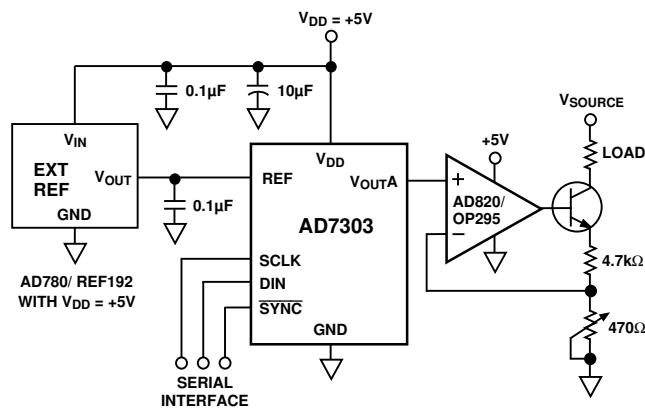 V_DD = +5V
0.1µF
10µF
V_SOURCE
LOAD
V_IN
EXT
REF
V_OUT
GND
0.1µF
AD780/ REF192
WITH V_DD = +5V
V_DD
REF
V_OUTA
AD7303
SCLK
DIN
SYNC
GND
SERIAL
INTERFACE
+5V
+
AD820/
OP295
–
4.7kΩ
470Ω